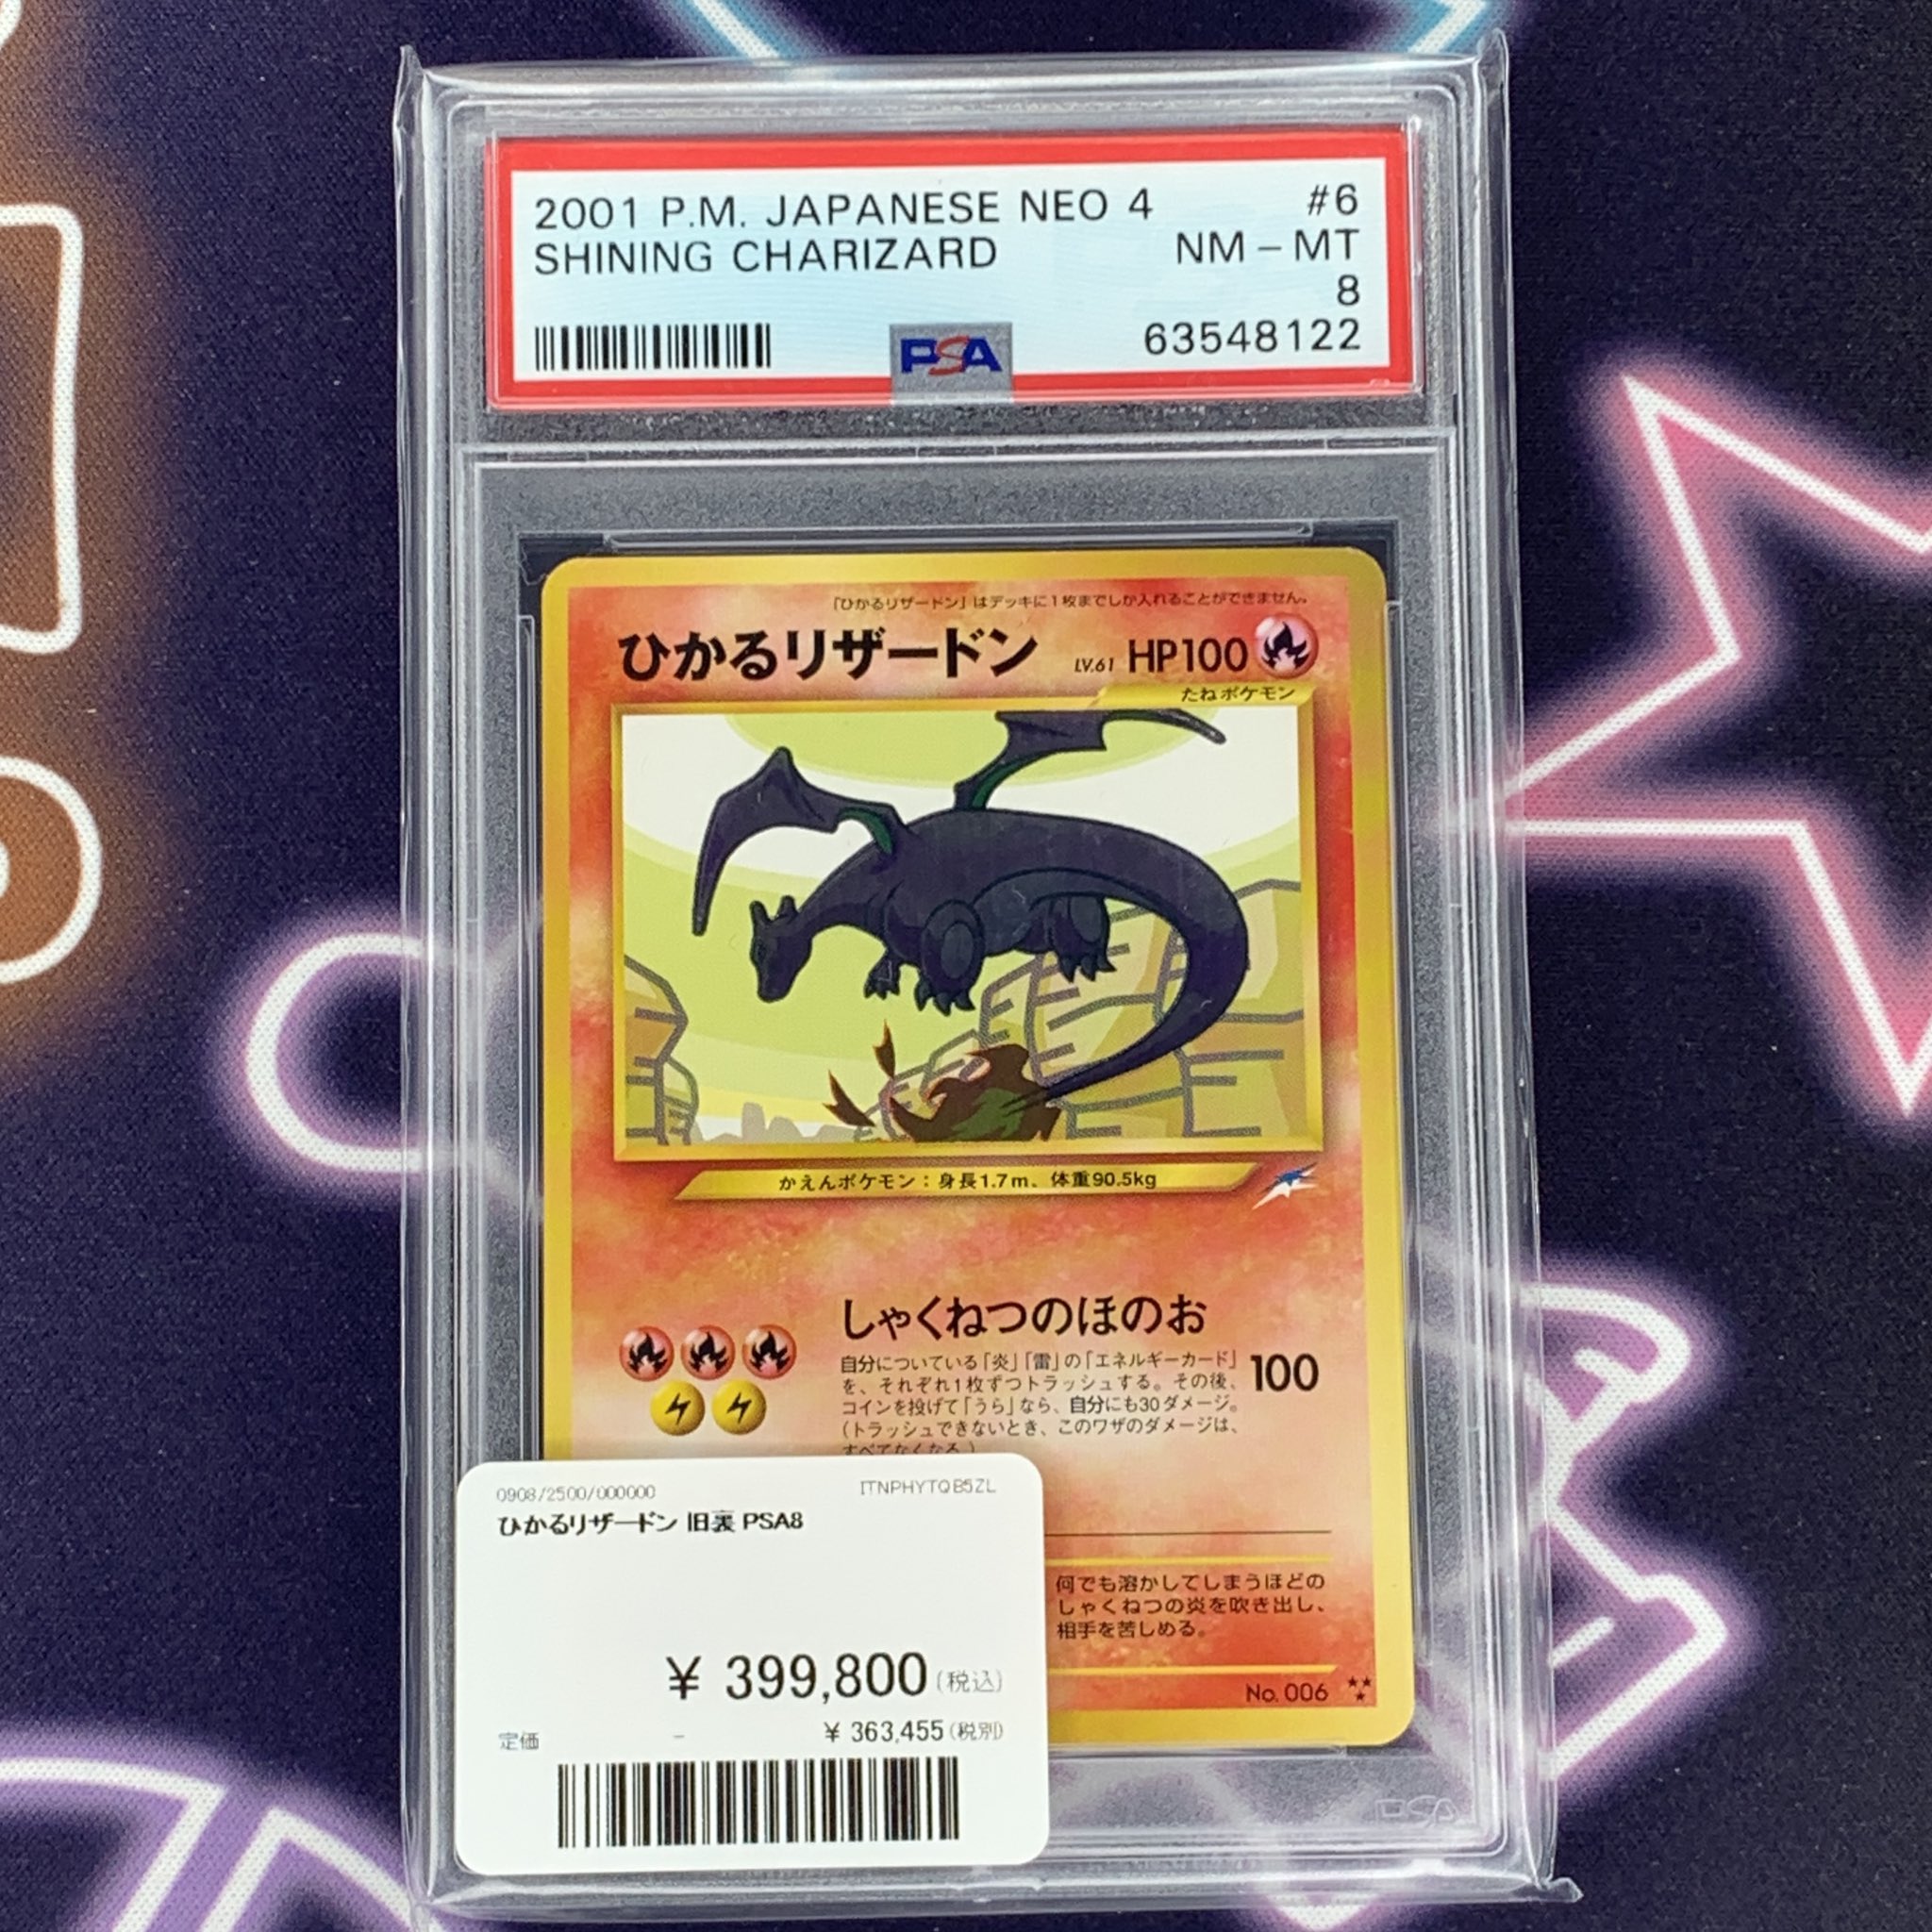 2001 P.M. JAPANESE NEO 4 #6
SHINING CHARIZARD NM - MT
8
PSA 63548122
「ひかるリザードン」はデッキに1枚までしか入れることができません。
ひかるリザードン LV.61 HP100
たねポケモン
かえんポケモン：身長1.7m、体重90.5kg
しゃくねつのほのお
自分についている「炎」「雷」の「エネルギーカード」
を、それぞれ1枚ずつトラッシュする。その後、
コインを投げて「うら」なら、自分にも30ダメージ。
（トラッシュできないとき、このワザのダメージは、
すべてなくなる。）
100
何でも溶かしてしまうほどの
しゃくねつの炎を吹き出し、
相手を苦しめる。
No. 006
0908/2500/000000 ITNPHYTQB5ZL
ひかるリザードン 旧裏 PSA8
¥ 399,800 (税込)
定価 - ¥ 363,455 (税別)
PSA